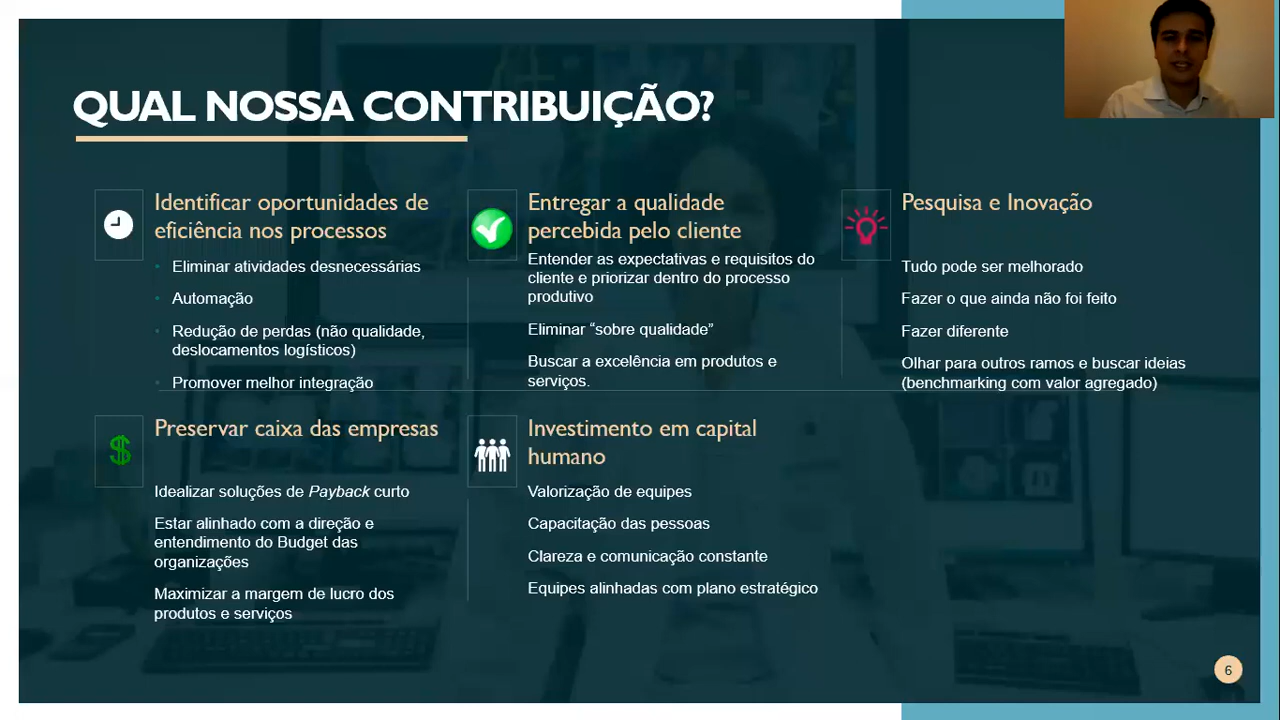 QUAL NOSSA CONTRIBUIÇÃO?
Identificar oportunidades de
eficiência nos processos
Eliminar atividades desnecessárias
Automação
Redução de perdas (não qualidade,
deslocamentos logísticos)
Promover melhor integração
Entregar a qualidade
percebida pelo cliente
Entender as expectativas e requisitos do
cliente e priorizar dentro do processo
produtivo
Eliminar “sobre qualidade”
Buscar a excelência em produtos e
serviços.
Pesquisa e Inovação
Tudo pode ser melhorado
Fazer o que ainda não foi feito
Fazer diferente
Olhar para outros ramos e buscar ideias
(benchmarking com valor agregado)
Preservar caixa das empresas
Idealizar soluções de Payback curto
Estar alinhado com a direção e
entendimento do Budget das
organizações
Maximizar a margem de lucro dos
produtos e serviços
Investimento em capital
humano
Valorização de equipes
Capacitação das pessoas
Clareza e comunicação constante
Equipes alinhadas com plano estratégico
6